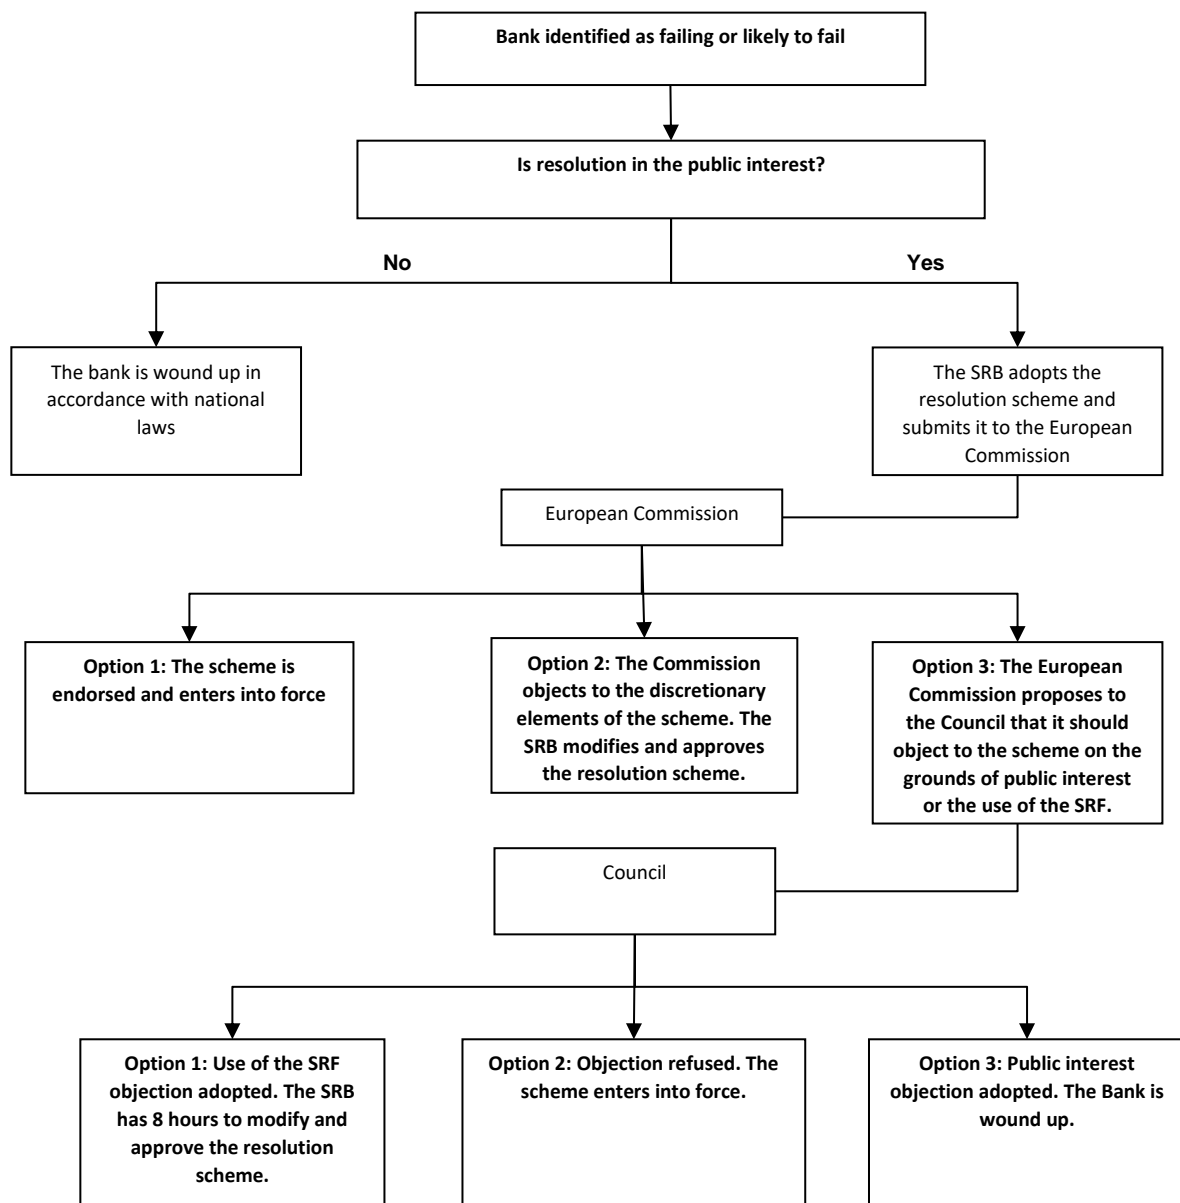 Bank identified as failing or likely to fail
Is resolution in the public interest?
No
Yes
The bank is wound up in
accordance with national
laws
The SRB adopts the
resolution scheme and
submits it to the European
Commission
European Commission
Option 1: The scheme is
endorsed and enters into force
Option 2: The Commission
objects to the discretionary
elements of the scheme. The
SRB modifies and approves
the resolution scheme.
Option 3: The European
Commission proposes to
the Council that it should
object to the scheme on the
grounds of public interest
or the use of the SRF.
Council
Option 1: Use of the SRF
objection adopted. The SRB
has 8 hours to modify and
approve the resolution
scheme.
Option 2: Objection refused. The
scheme enters into force.
Option 3: Public interest
objection adopted. The Bank is
wound up.